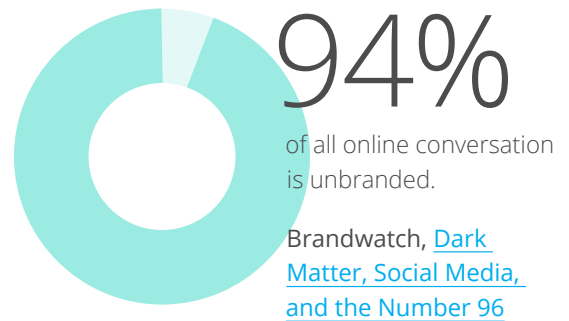 94%
of all online conversation
is unbranded.
Brandwatch, Dark
Matter, Social Media,
and the Number 96